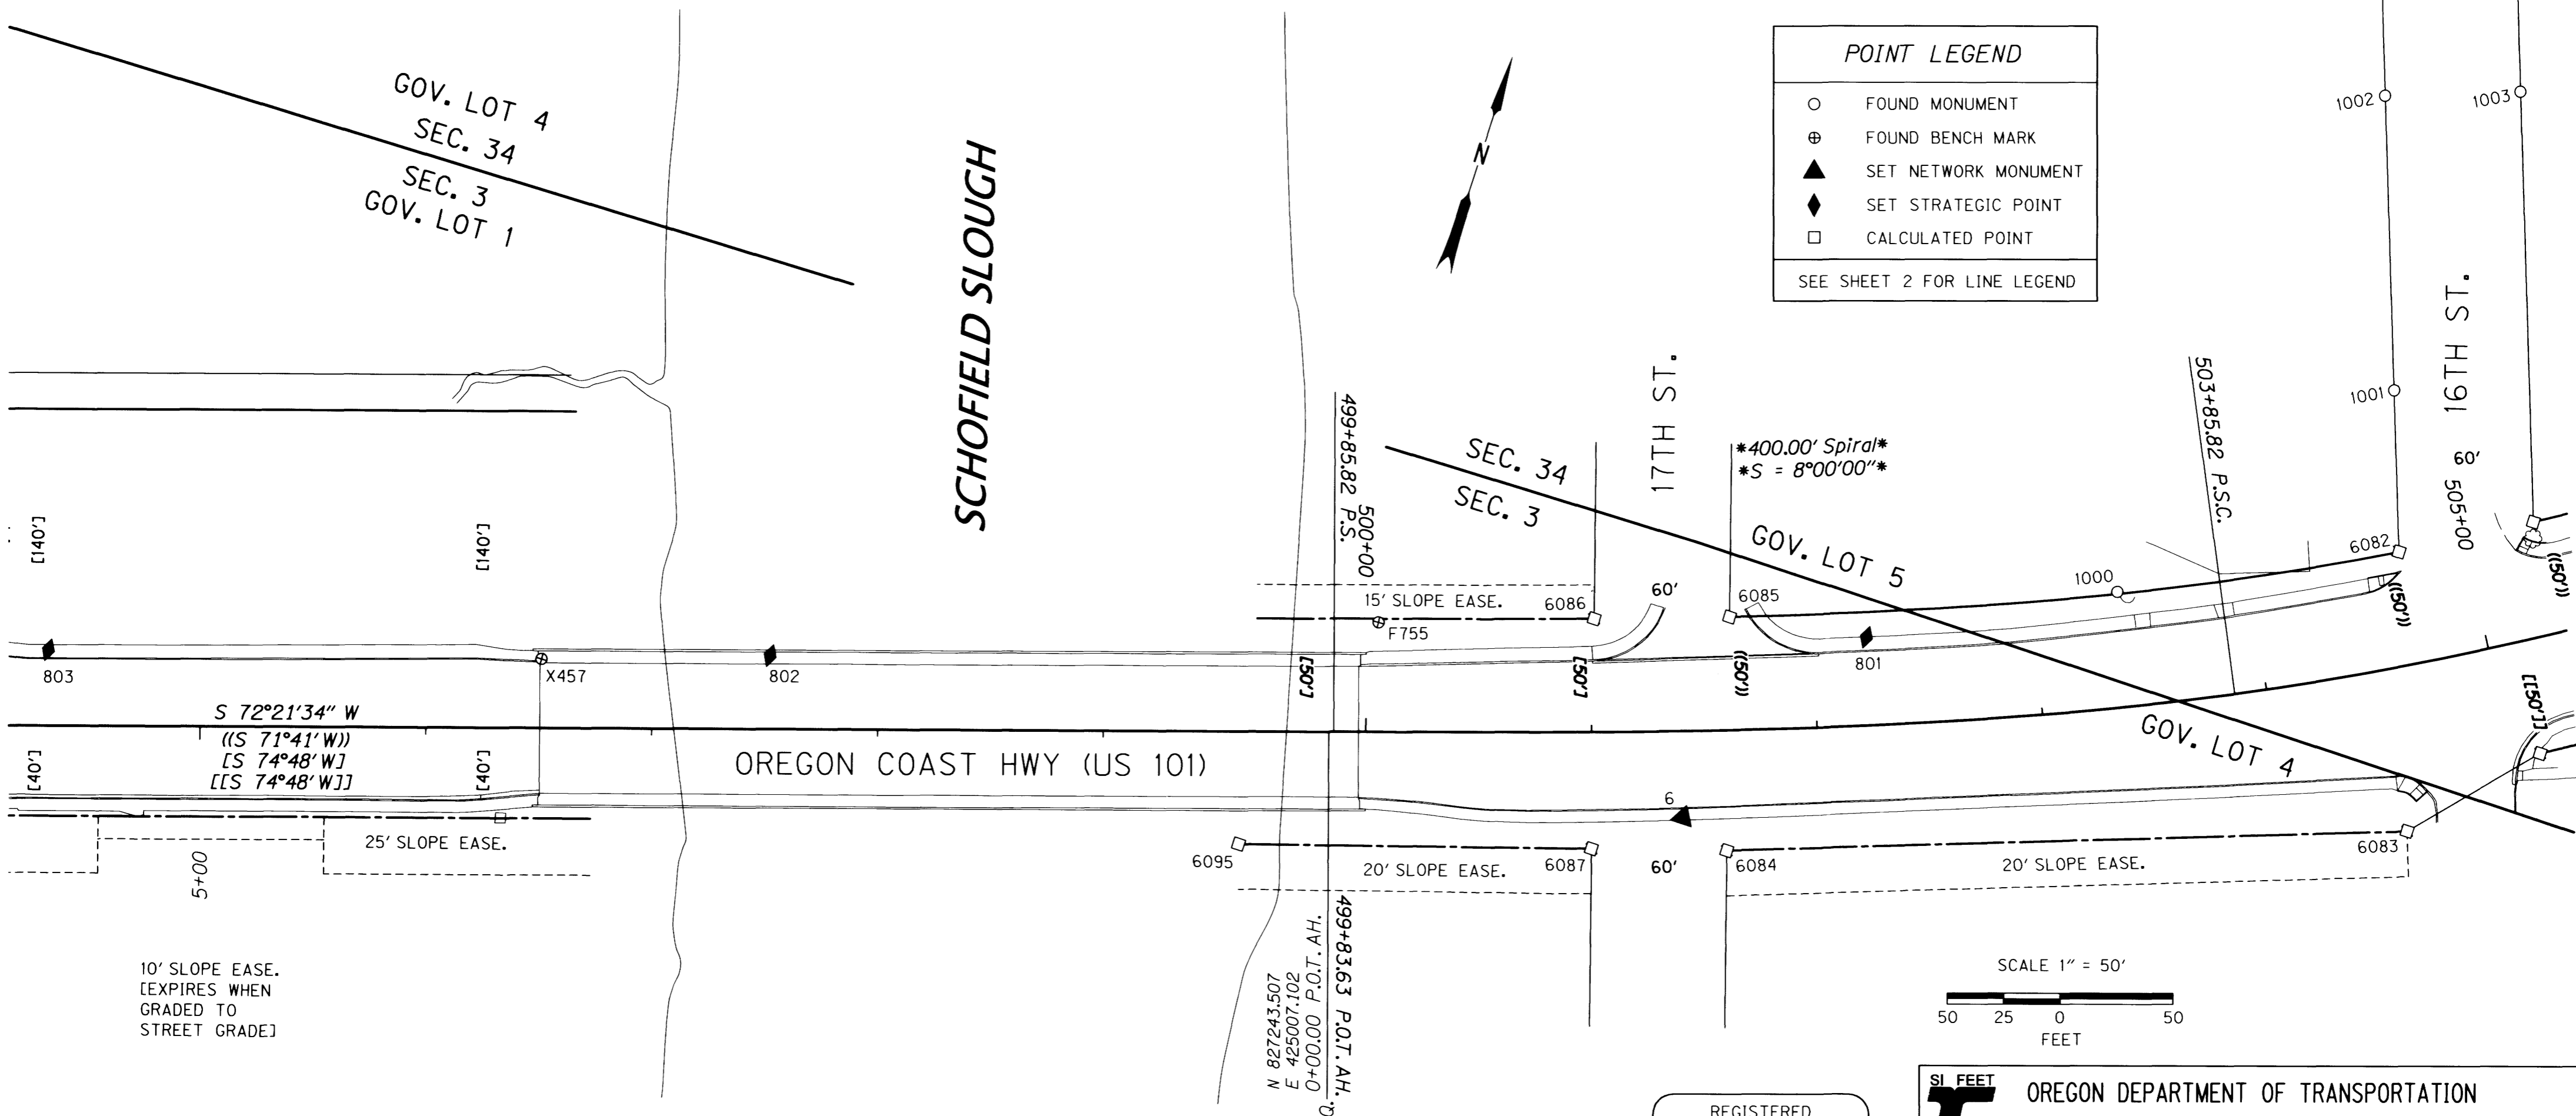 GOV. LOT 4
SEC. 34
SEC. 3
GOV. LOT 1
SCHOFIELD SLOUGH
N
POINT LEGEND
FOUND MONUMENT
FOUND BENCH MARK
SET NETWORK MONUMENT
SET STRATEGIC POINT
CALCULATED POINT
SEE SHEET 2 FOR LINE LEGEND
1002
1003
1001
16TH ST.
60'
505+00
17TH ST.
*400.00' Spiral*
*S = 8°00'00"*
503+85.82 P.S.C.
499+85.82 P.S.
500+00
SEC. 34
SEC. 3
GOV. LOT 5
GOV. LOT 4
[140']
[140']
15' SLOPE EASE.
6086
60'
6085
1000
6082
((50'))
((50'))
F755
803
X457
802
[50']
[50']
((50'))
801
[[50']]
S 72°21'34" W
((S 71°41' W))
[S 74°48' W]
[[S 74°48' W]]
[40']
[40']
OREGON COAST HWY (US 101)
6
25' SLOPE EASE.
5+00
6095
20' SLOPE EASE.
6087
60'
6084
20' SLOPE EASE.
6083
10' SLOPE EASE.
[EXPIRES WHEN
GRADED TO
STREET GRADE]
N 827243.507
E 425007.102
0+00.00 P.O.T. AH.
499+83.63 P.O.T. AH.
SCALE 1" = 50'
50 25 0 50
FEET
REGISTERED
SI FEET
OREGON DEPARTMENT OF TRANSPORTATION